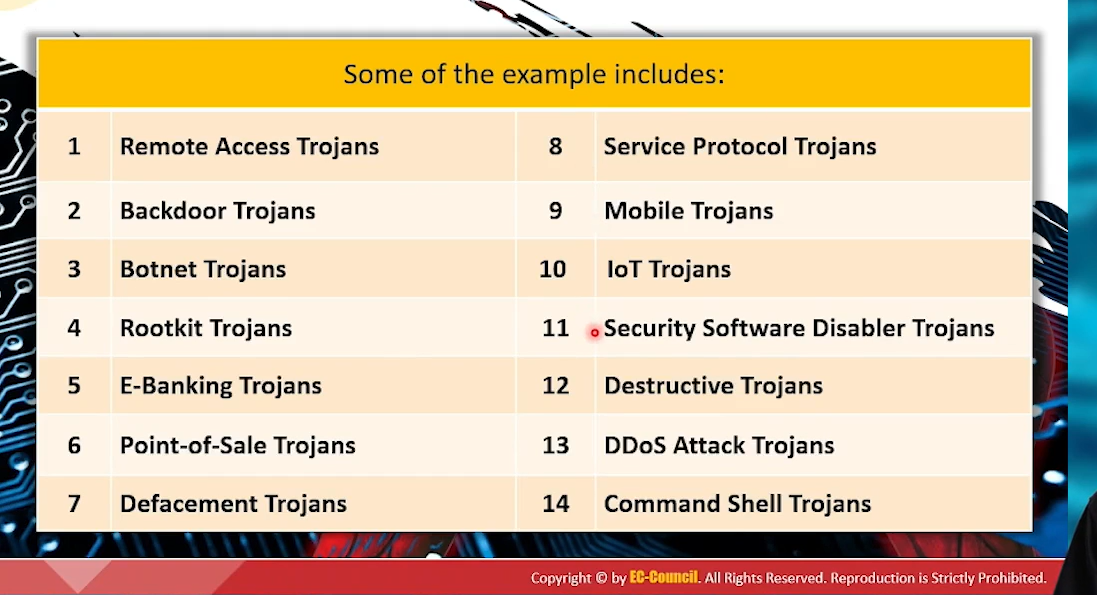 Some of the example includes:
1 Remote Access Trojans 8 Service Protocol Trojans
2 Backdoor Trojans 9 Mobile Trojans
3 Botnet Trojans 10 IoT Trojans
4 Rootkit Trojans 11 Security Software Disabler Trojans
5 E-Banking Trojans 12 Destructive Trojans
6 Point-of-Sale Trojans 13 DDoS Attack Trojans
7 Defacement Trojans 14 Command Shell Trojans
Copyright © by EC-Council. All Rights Reserved. Reproduction is Strictly Prohibited.